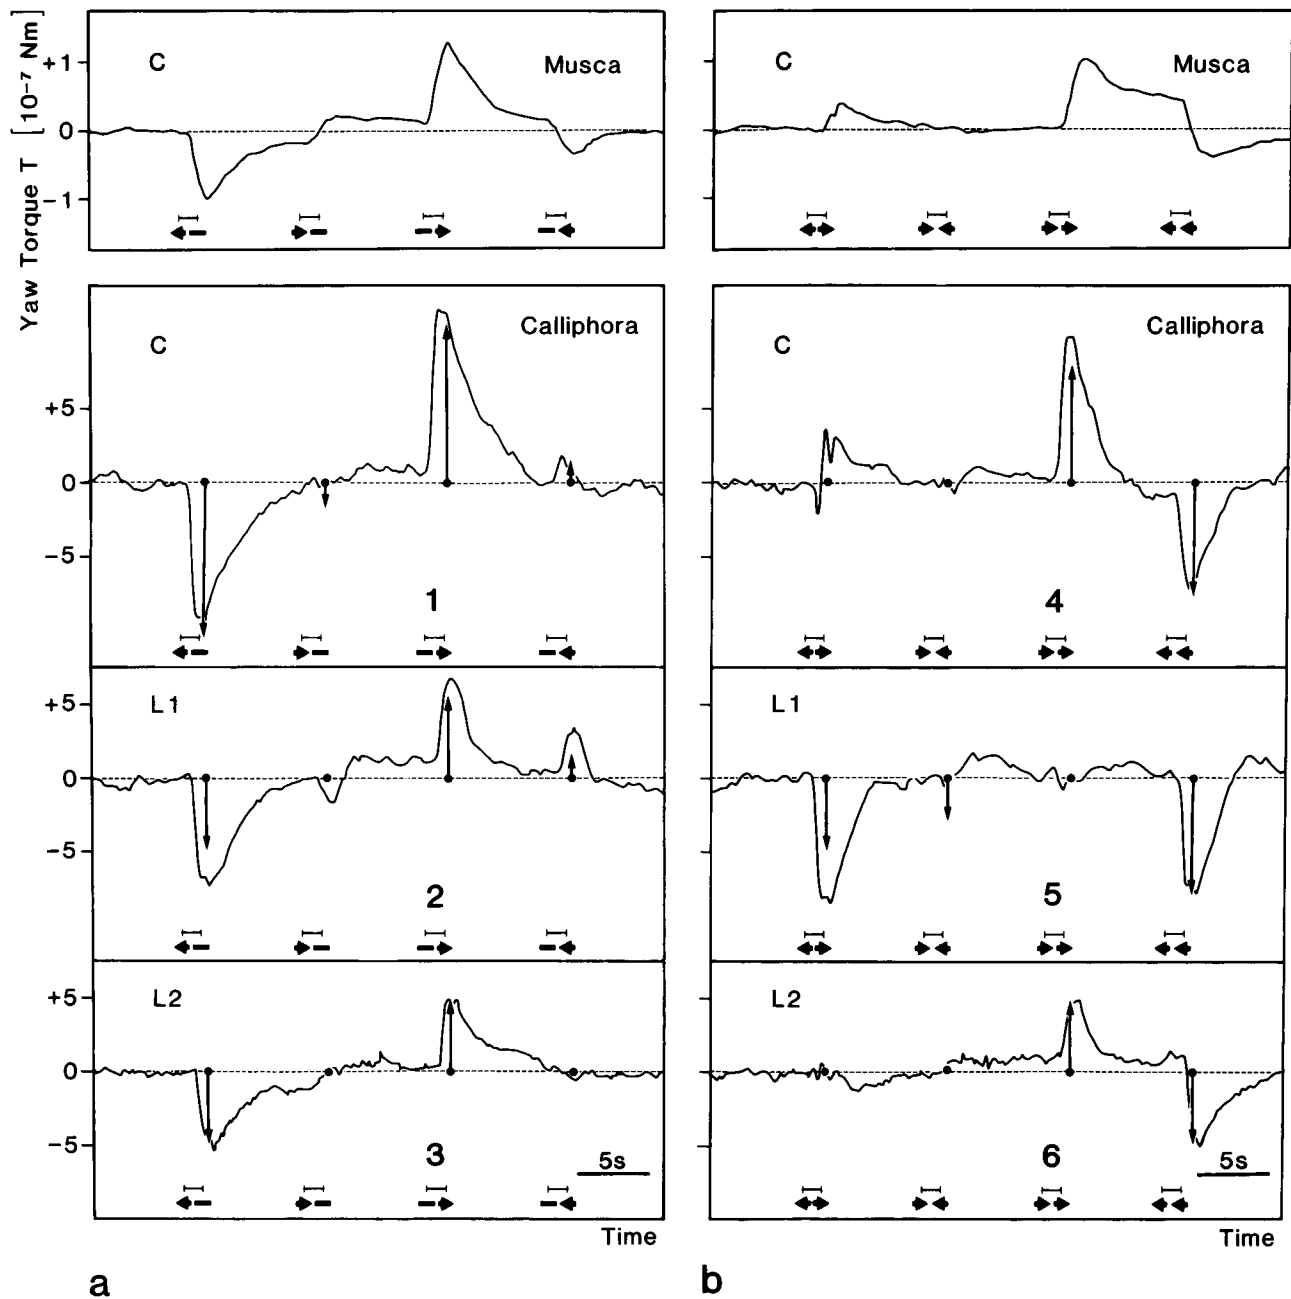 Yaw Torque T [10⁻⁷ Nm]
C Musca
+1
0
-1
C Musca
C Calliphora
+5
0
-5
1
C Calliphora
4
L1
+5
0
-5
2
L1
5
L2
+5
0
-5
3
5s
L2
6
5s
Time
Time
a
b